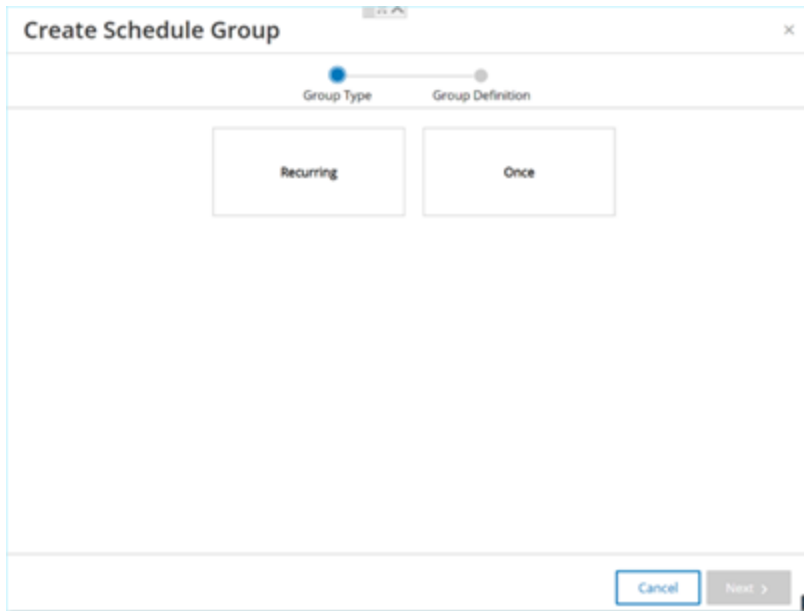 Create Schedule Group
Group Type Group Definition
Recurring Once
Cancel Next